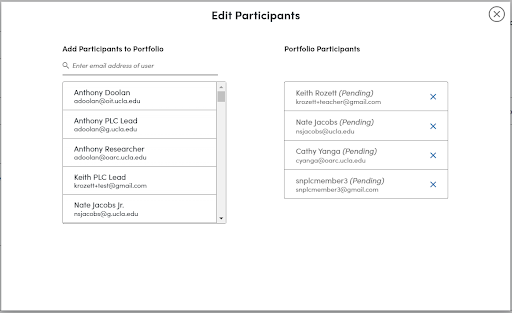 Edit Participants
Add Participants to Portfolio
Enter email address of user
Anthony Doolan
adoolan@oit.ucla.edu
Anthony PLC Lead
adoolan@g.ucla.edu
Anthony Researcher
adoolan@oarc.ucla.edu
Keith PLC Lead
krozett+test@gmail.com
Nate Jacobs Jr.
nsjacobs@g.ucla.edu
Portfolio Participants
Keith Rozett (Pending)
krozett+teacher@gmail.com
Nate Jacobs (Pending)
nsjacobs@ucla.edu
Cathy Yanga (Pending)
cyanga@oarc.ucla.edu
snplcmember3 (Pending)
snplcmember3@gmail.com